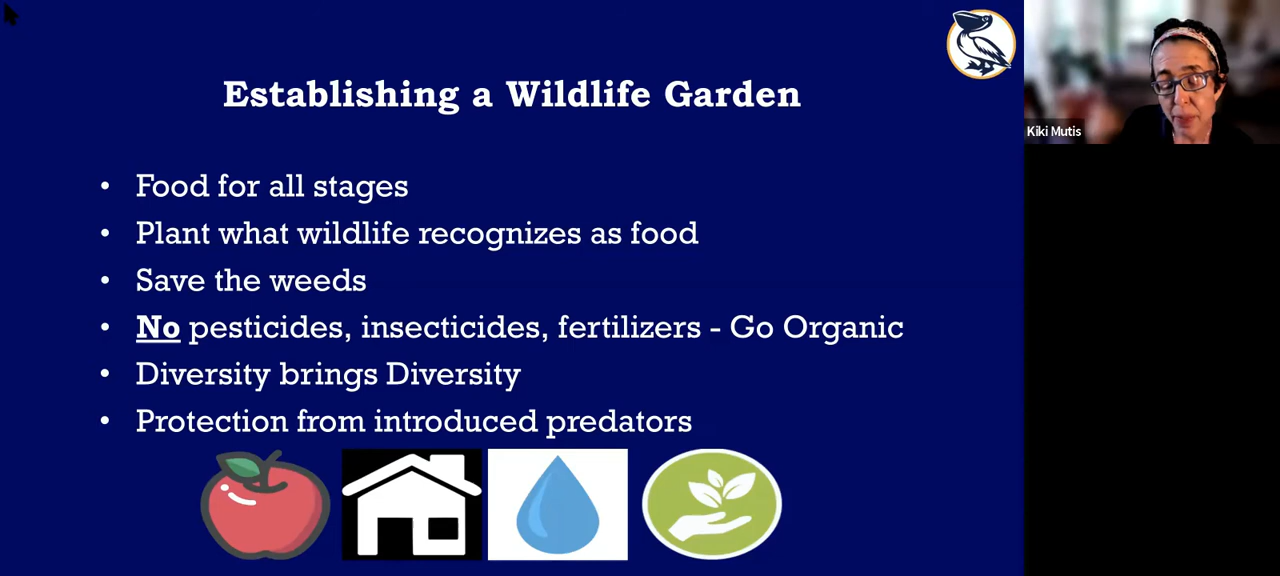 Establishing a Wildlife Garden
• Food for all stages
• Plant what wildlife recognizes as food
• Save the weeds
• No pesticides, insecticides, fertilizers - Go Organic
• Diversity brings Diversity
• Protection from introduced predators
Kiki Mutis